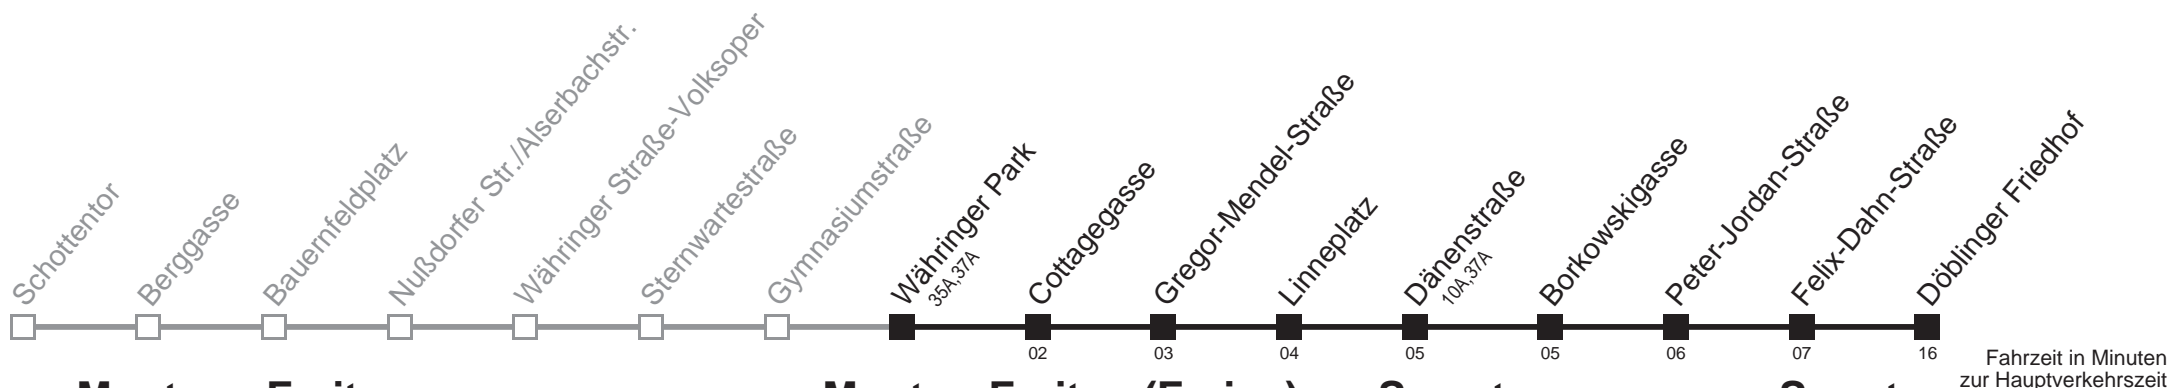 Schottentor
Berggasse
Bauernfeldplatz
Nußdorfer Str./Alserbachstr.
Währinger Straße-Volksoper
Sternwartestraße
Gymnasiumstraße
Währinger Park
35A,37A
Cottagegasse
Gregor-Mendel-Straße
Linneplatz
Dänenstraße
10A,37A
Borkowskigasse
Peter-Jordan-Straße
Felix-Dahn-Straße
Döblinger Friedhof
02 03 04 05 05 06 07 16
Fahrzeit in Minuten
zur Hauptverkehrszeit